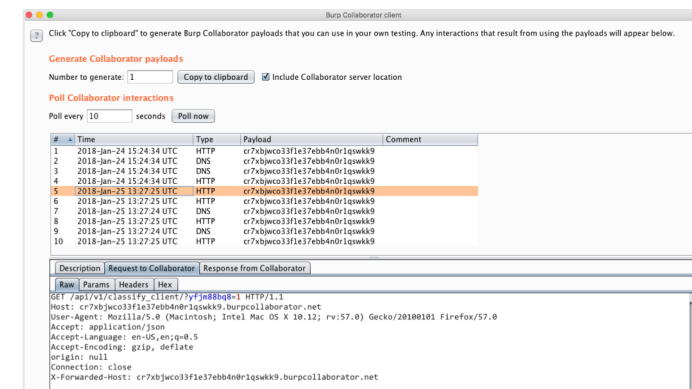 Burp Collaborator client
? Click "Copy to clipboard" to generate Burp Collaborator payloads that you can use in your own testing. Any interactions that result from using the payloads will appear below.
Generate Collaborator payloads
Number to generate: 1 Copy to clipboard Include Collaborator server location
Poll Collaborator interactions
Poll every 10 seconds Poll now
# Time Type Payload Comment
1 2018-Jan-24 15:24:34 UTC HTTP cr7xbjwco33f1e37ebb4n0r1qswkk9
2 2018-Jan-24 15:24:34 UTC DNS cr7xbjwco33f1e37ebb4n0r1qswkk9
3 2018-Jan-24 15:24:34 UTC DNS cr7xbjwco33f1e37ebb4n0r1qswkk9
4 2018-Jan-24 15:24:34 UTC HTTP cr7xbjwco33f1e37ebb4n0r1qswkk9
5 2018-Jan-25 13:27:25 UTC HTTP cr7xbjwco33f1e37ebb4n0r1qswkk9
6 2018-Jan-25 13:27:25 UTC HTTP cr7xbjwco33f1e37ebb4n0r1qswkk9
7 2018-Jan-25 13:27:24 UTC DNS cr7xbjwco33f1e37ebb4n0r1qswkk9
8 2018-Jan-25 13:27:25 UTC HTTP cr7xbjwco33f1e37ebb4n0r1qswkk9
9 2018-Jan-25 13:27:24 UTC DNS cr7xbjwco33f1e37ebb4n0r1qswkk9
10 2018-Jan-25 13:27:25 UTC HTTP cr7xbjwco33f1e37ebb4n0r1qswkk9
Description Request to Collaborator Response from Collaborator
Raw Params Headers Hex
GET /api/v1/classify_client/?yfjm88bq8=1 HTTP/1.1
Host: cr7xbjwco33f1e37ebb4n0r1qswkk9.burpcollaborator.net
User-Agent: Mozilla/5.0 (Macintosh; Intel Mac OS X 10.12; rv:57.0) Gecko/20100101 Firefox/57.0
Accept: application/json
Accept-Language: en-US,en;q=0.5
Accept-Encoding: gzip, deflate
origin: null
Connection: close
X-Forwarded-Host: cr7xbjwco33f1e37ebb4n0r1qswkk9.burpcollaborator.net